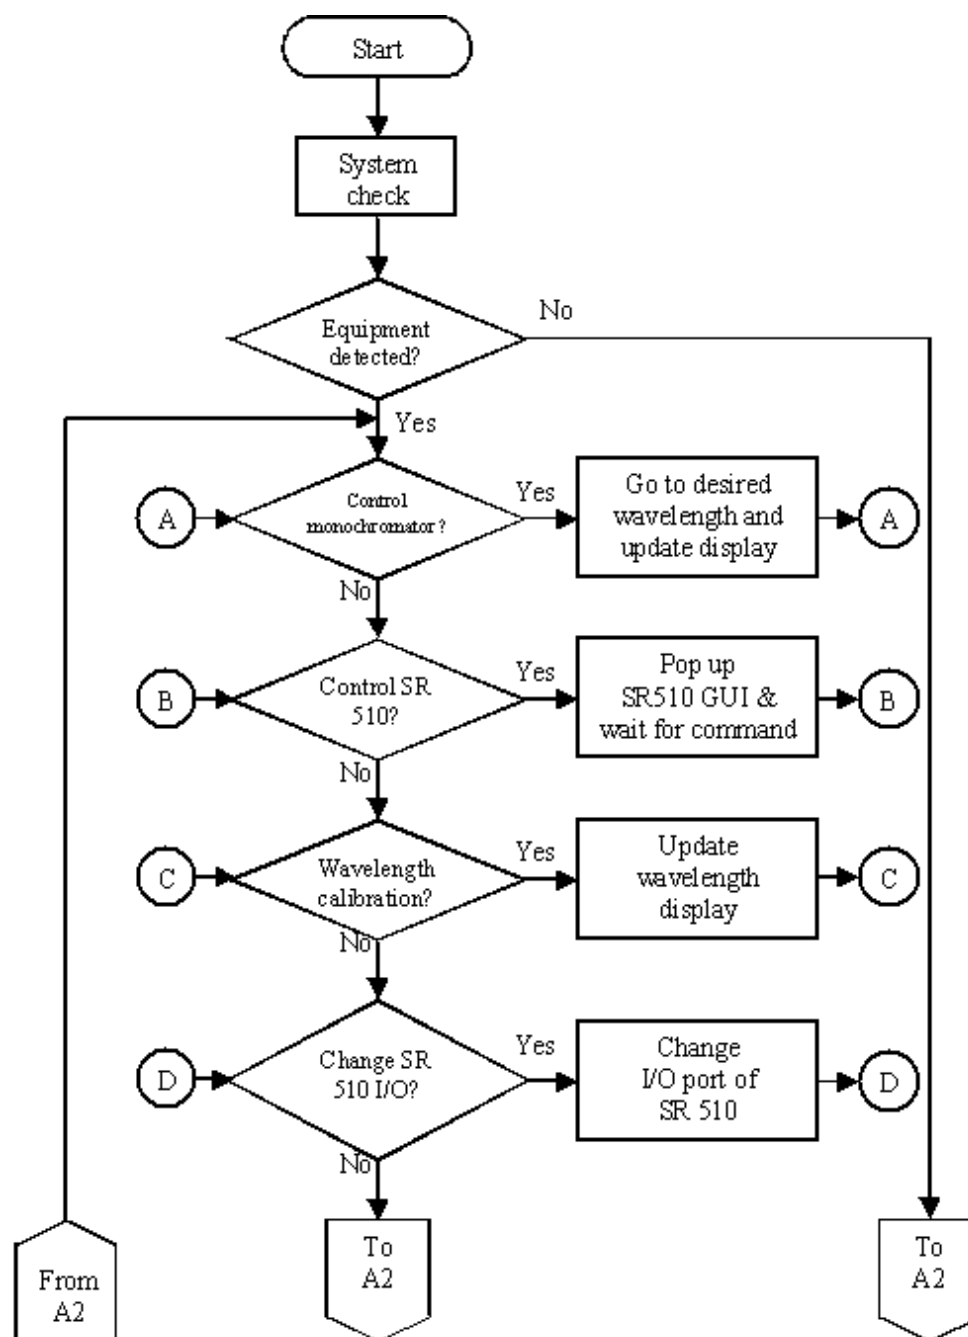 Start
System
check
No
Equipment
detected?
Yes
A
Control
monochromator?
Yes
Go to desired
wavelength and
update display
A
No
B
Control SR
510?
Yes
Pop up
SR510 GUI &
wait for command
B
No
C
Wavelength
calibration?
Yes
Update
wavelength
display
C
No
D
Change SR
510 I/O?
Yes
Change
I/O port of
SR 510
D
No
From
A2
To
A2
To
A2